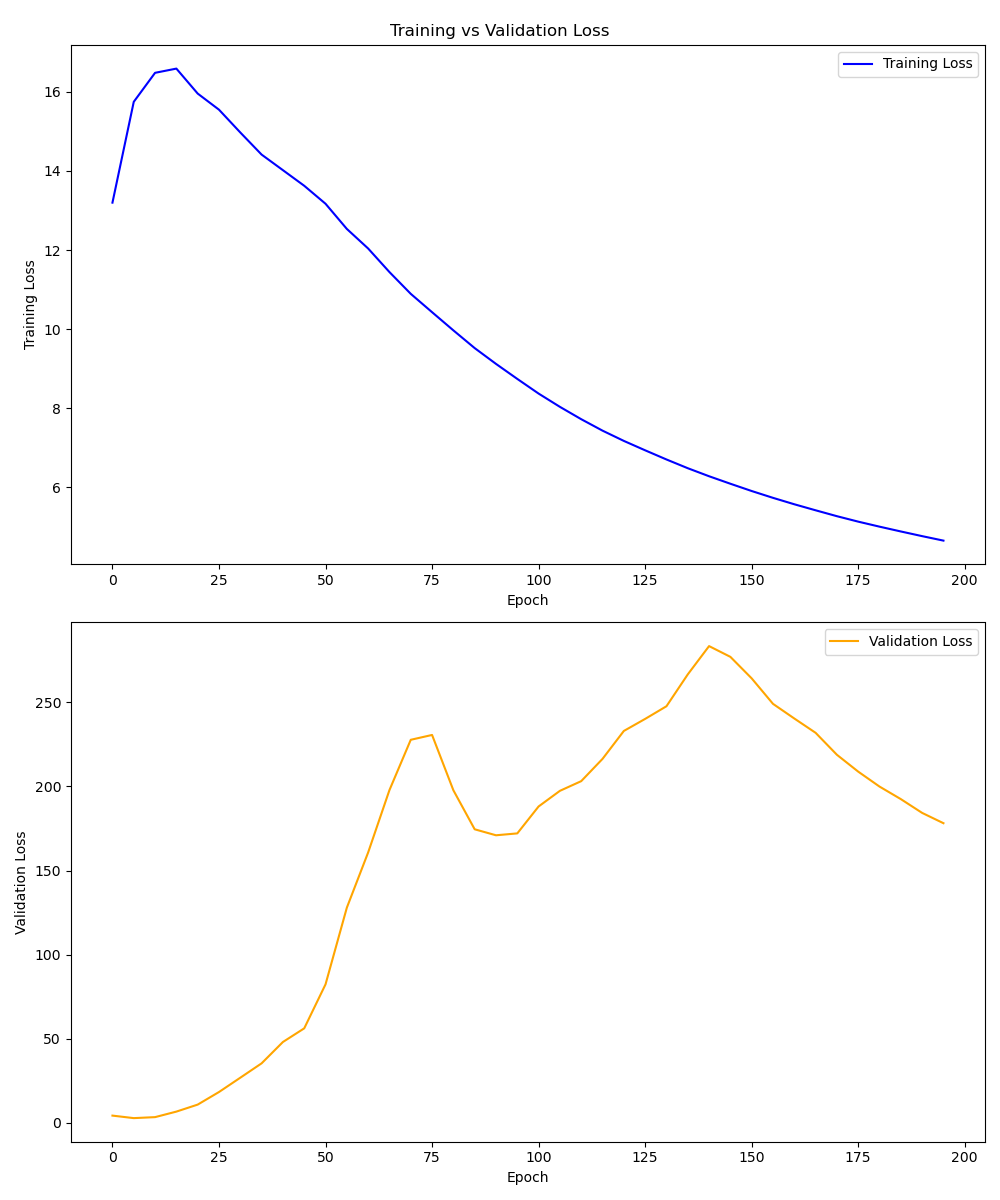 Training vs Validation Loss
Training Loss
16
14
12
10
8
6
Training Loss
0 25 50 75 100 125 150 175 200
Epoch
Validation Loss
250
200
150
100
50
0
Validation Loss
0 25 50 75 100 125 150 175 200
Epoch